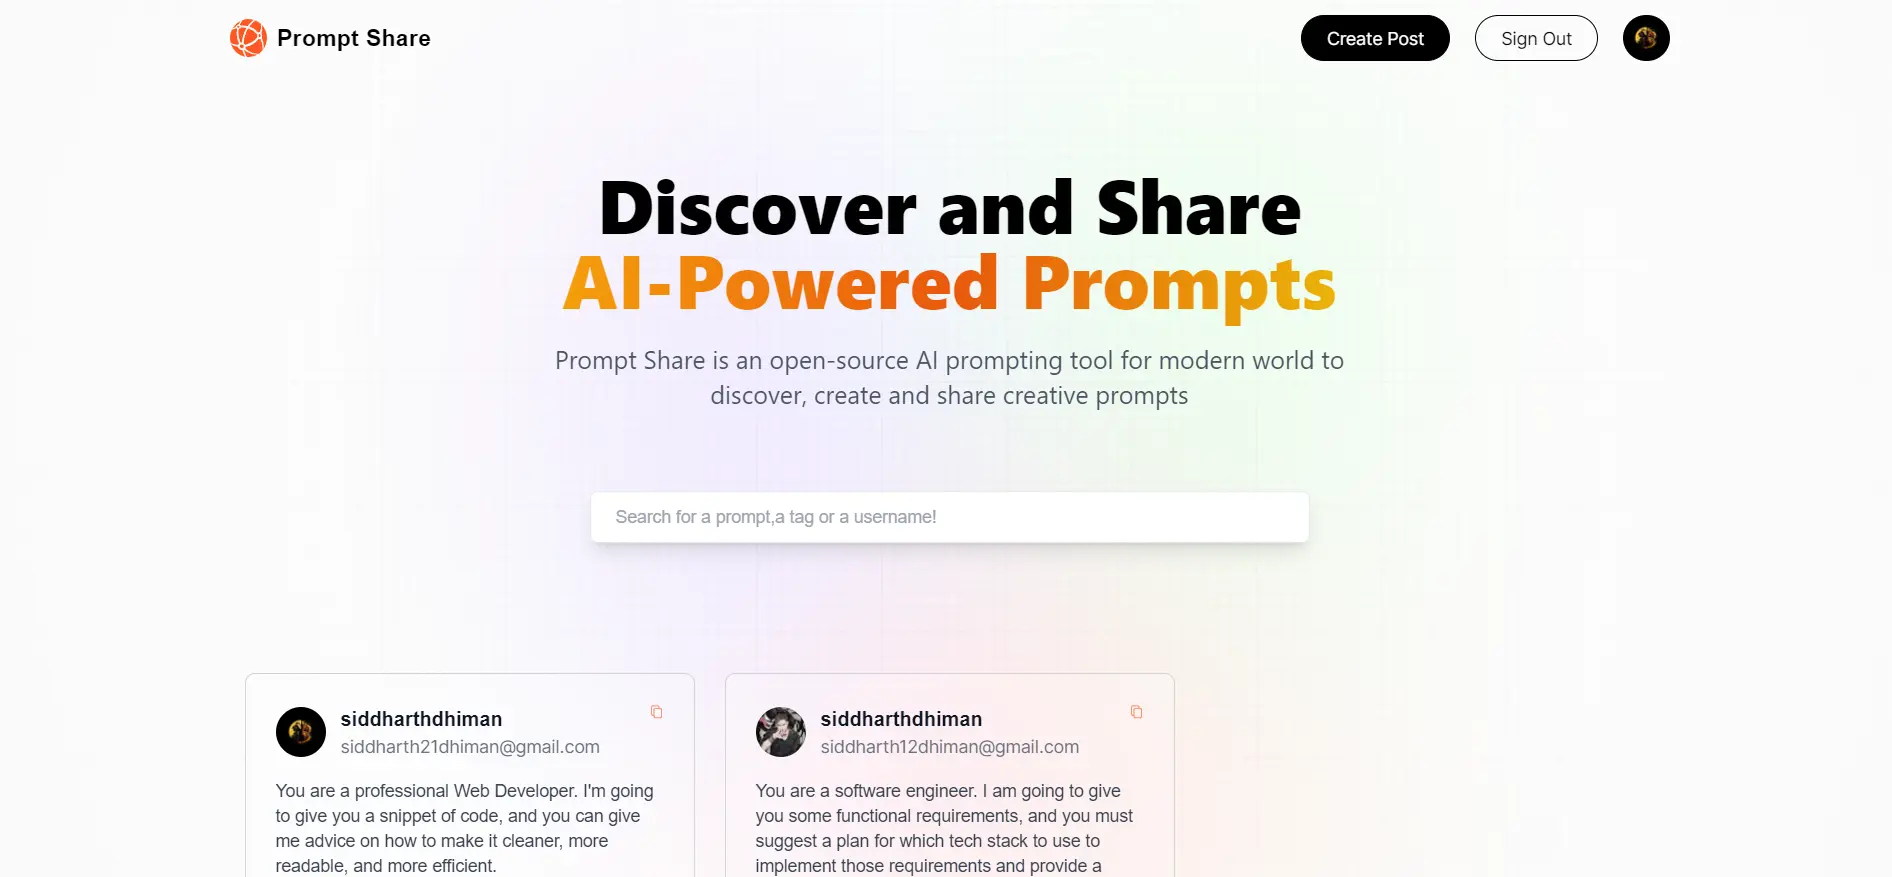 Prompt Share
Create Post
Sign Out
Discover and Share
AI-Powered Prompts
Prompt Share is an open-source AI prompting tool for modern world to
discover, create and share creative prompts
Search for a prompt,a tag or a username!
siddharthdhiman
siddharth21dhiman@gmail.com
You are a professional Web Developer. I'm going
to give you a snippet of code, and you can give
me advice on how to make it cleaner, more
readable, and more efficient.
siddharthdhiman
siddharth12dhiman@gmail.com
You are a software engineer. I am going to give
you some functional requirements, and you must
suggest a plan for which tech stack to use to
implement those requirements and provide a